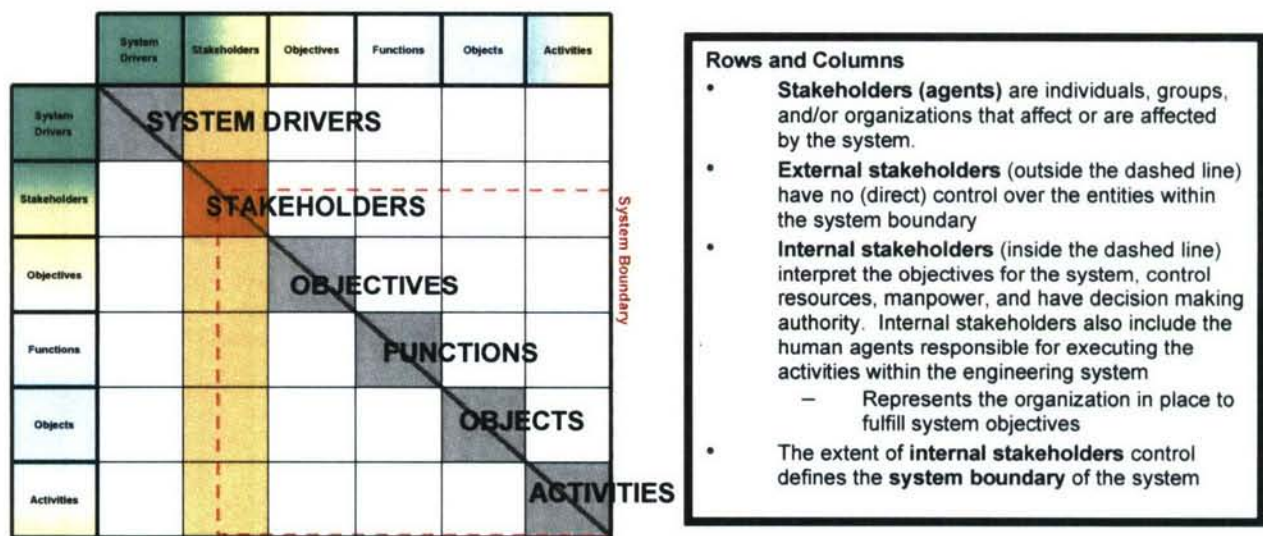 System
Drivers
Stakeholders
Objectives
Functions
Objects
Activities
System
Drivers
SYSTEM DRIVERS
Stakeholders
STAKEHOLDERS
Objectives
OBJECTIVES
Functions
FUNCTIONS
Objects
OBJECTS
Activities
ACTIVITIES
System Boundary
Rows and Columns
• Stakeholders (agents) are individuals, groups,
and/or organizations that affect or are affected
by the system.
• External stakeholders (outside the dashed line)
have no (direct) control over the entities within
the system boundary
• Internal stakeholders (inside the dashed line)
interpret the objectives for the system, control
resources, manpower, and have decision making
authority. Internal stakeholders also include the
human agents responsible for executing the
activities within the engineering system
– Represents the organization in place to
fulfill system objectives
• The extent of internal stakeholders control
defines the system boundary of the system